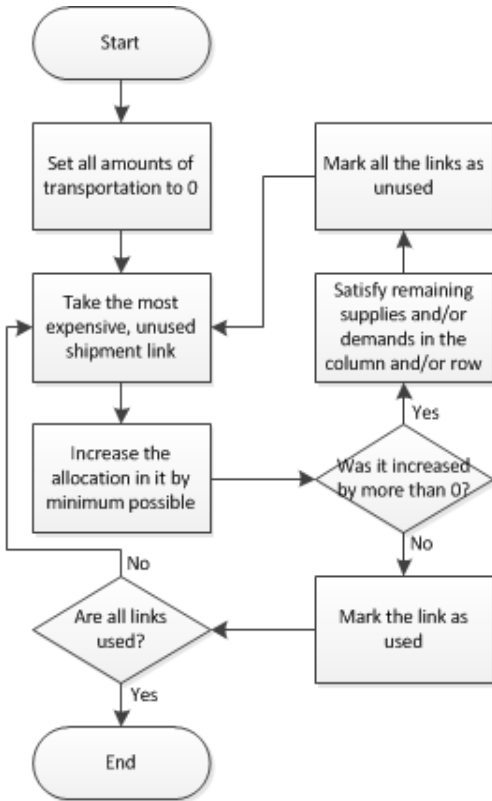 Start
Set all amounts of
transportation to 0
Mark all the links as
unused
Take the most
expensive, unused
shipment link
Satisfy remaining
supplies and/or
demands in the
column and/or row
Yes
Increase the
allocation in it by
minimum possible
Was it increased
by more than 0?
No
No
Are all links
used?
Mark the link as
used
Yes
End